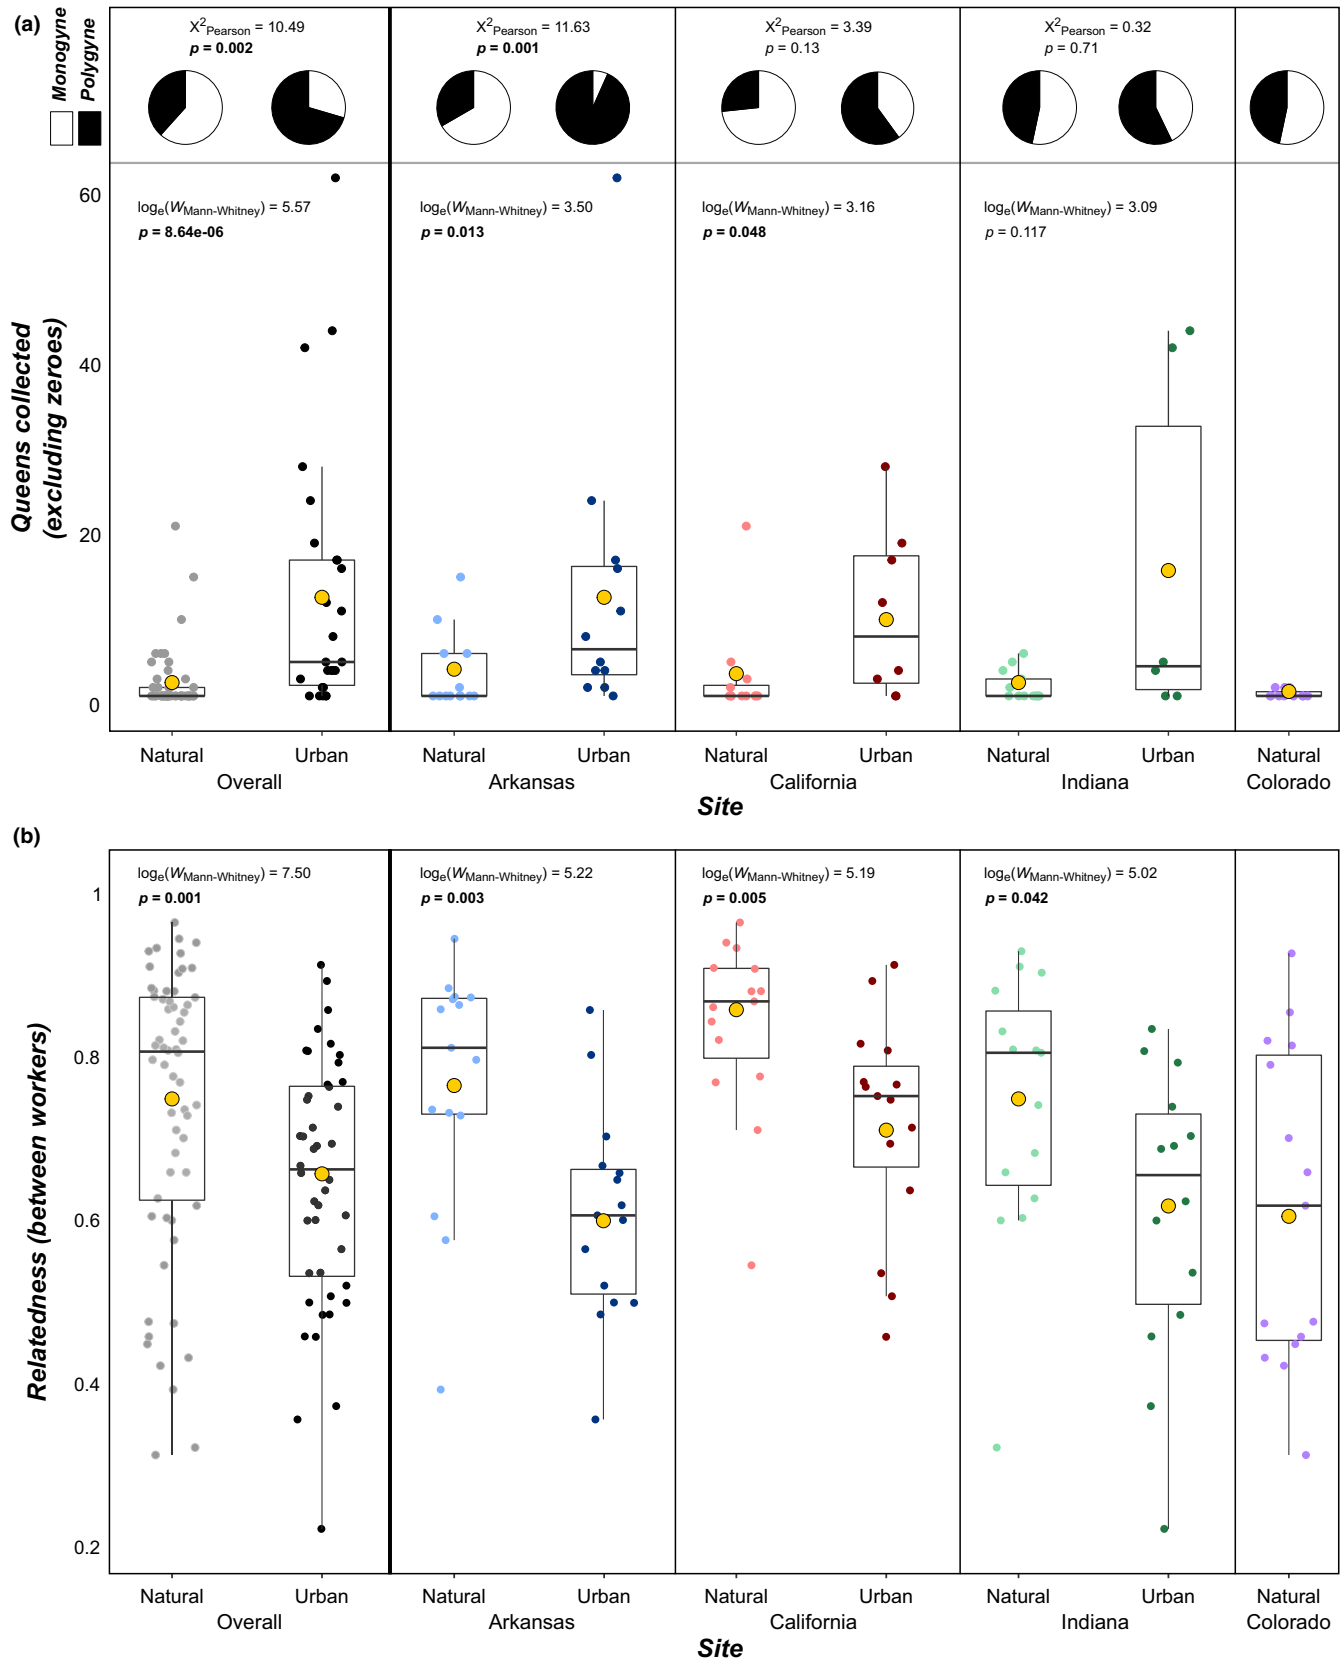 (a)
Monogyne
Polygyne
X²Pearson = 10.49
p = 0.002
X²Pearson = 11.63
p = 0.001
X²Pearson = 3.39
p = 0.13
X²Pearson = 0.32
p = 0.71
Queens collected
(excluding zeroes)
60
40
20
0
loge(WMann-Whitney) = 5.57
p = 8.64e-06
loge(WMann-Whitney) = 3.50
p = 0.013
loge(WMann-Whitney) = 3.16
p = 0.048
loge(WMann-Whitney) = 3.09
p = 0.117
Natural Urban Natural Urban Natural Urban Natural Urban Natural
Overall Arkansas California Indiana Colorado
Site
(b)
Relatedness (between workers)
1
0.8
0.6
0.4
0.2
loge(WMann-Whitney) = 7.50
p = 0.001
loge(WMann-Whitney) = 5.22
p = 0.003
loge(WMann-Whitney) = 5.19
p = 0.005
loge(WMann-Whitney) = 5.02
p = 0.042
Natural Urban Natural Urban Natural Urban Natural Urban Natural
Overall Arkansas California Indiana Colorado
Site